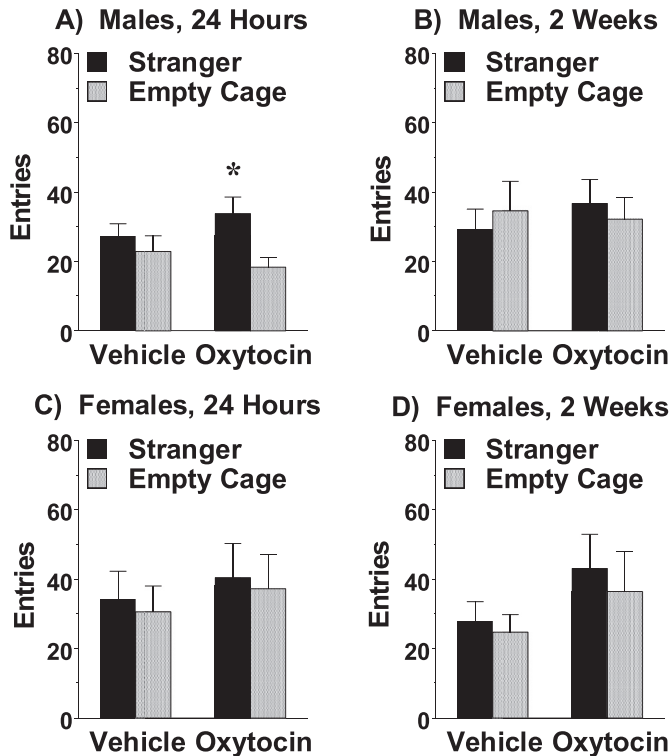 A) Males, 24 Hours
80
60
40
20
0
Entries
Stranger
Empty Cage
*
Vehicle Oxytocin
B) Males, 2 Weeks
80
60
40
20
0
Entries
Stranger
Empty Cage
Vehicle Oxytocin
C) Females, 24 Hours
80
60
40
20
0
Entries
Stranger
Empty Cage
Vehicle Oxytocin
D) Females, 2 Weeks
80
60
40
20
0
Entries
Stranger
Empty Cage
Vehicle Oxytocin